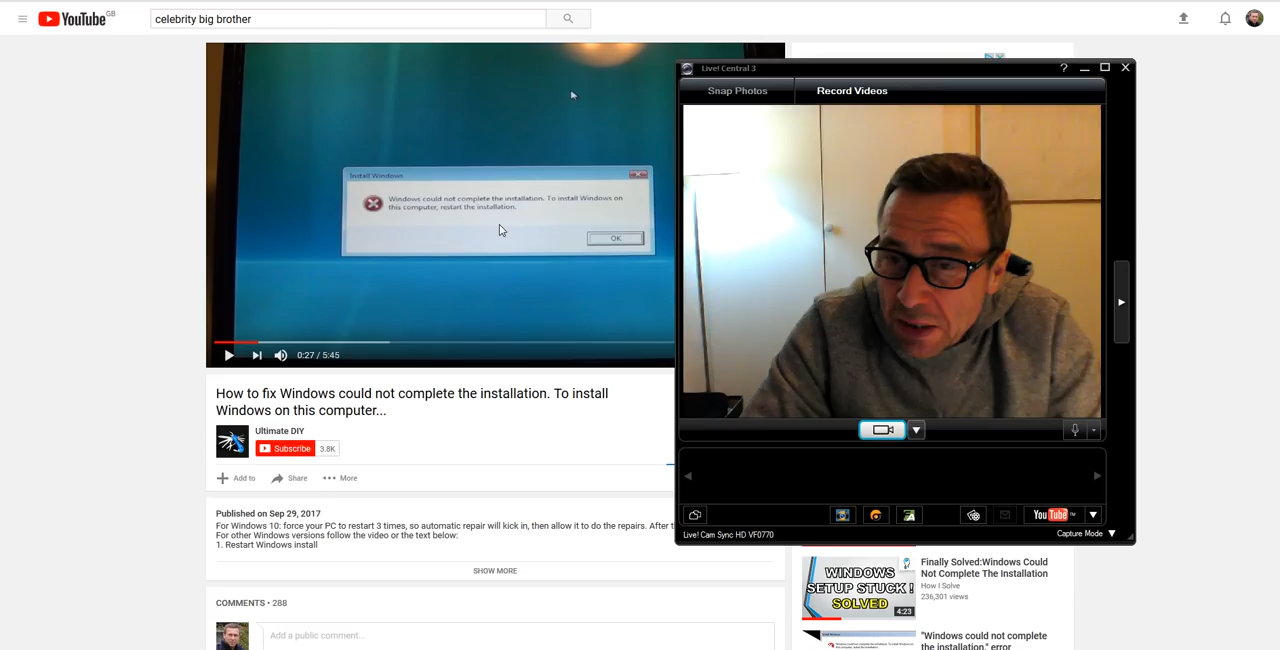 YouTube GB
celebrity big brother
Install Windows
Windows could not complete the installation. To install Windows on
this computer, restart the installation.
OK
0:27 / 5:45
How to fix Windows could not complete the installation. To install
Windows on this computer...
Ultimate DIY
Subscribe 3.8K
Add to Share More
Published on Sep 29, 2017
For Windows 10: force your PC to restart 3 times, so automatic repair will kick in, then allow it to do the repairs. After t
For other Windows versions follow the video or the text below:
1. Restart Windows install
SHOW MORE
COMMENTS • 288
Add a public comment...
Live! Central 3
?
Snap Photos Record Videos
YouTube ™
Live! Cam Sync HD VF0770 Capture Mode
WINDOWS
SETUP STUCK !
SOLVED
4:23
Finally Solved:Windows Could
Not Complete The Installation
How I Solve
236,301 views
"Windows could not complete
the installation." error